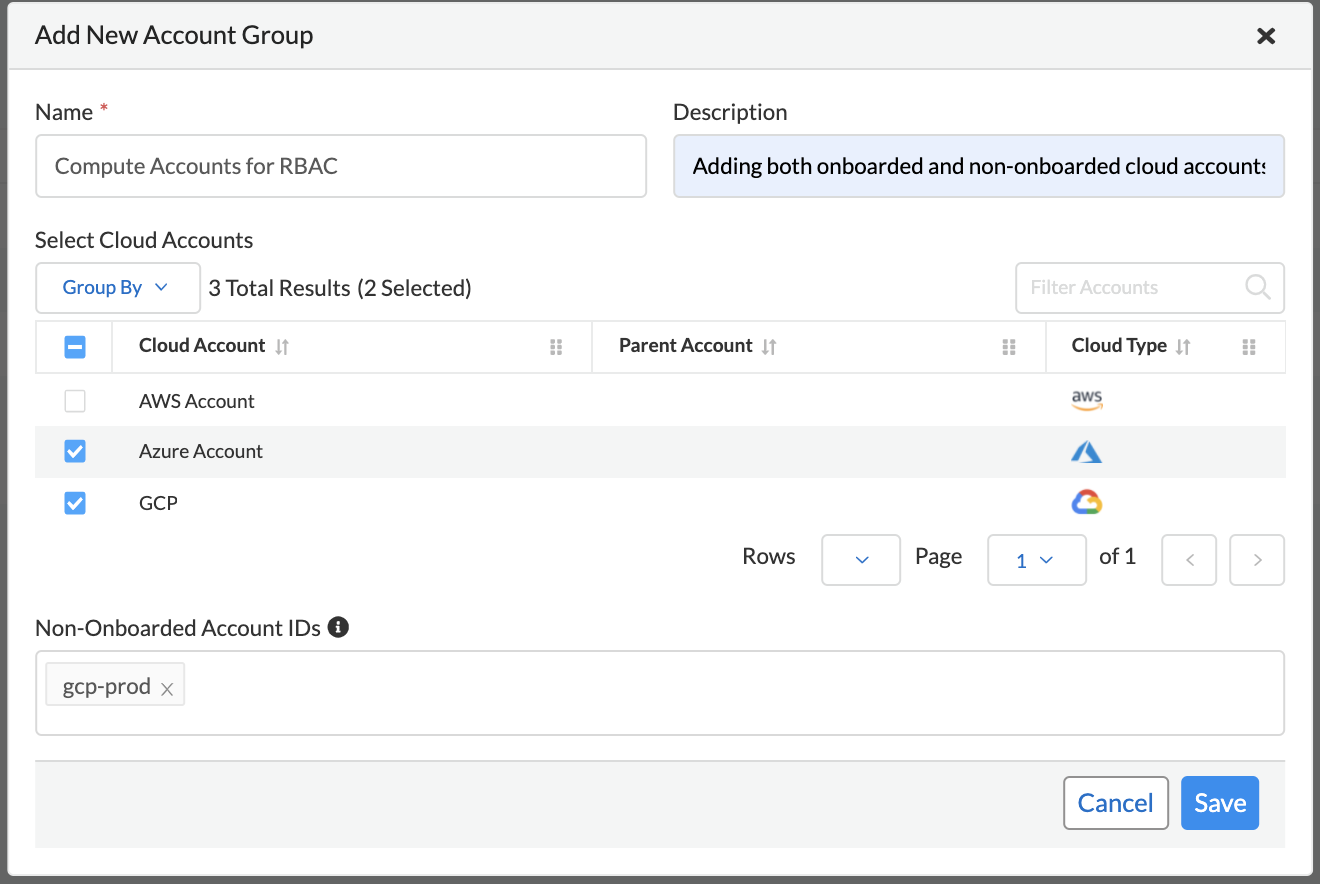 Add New Account Group
Name *
Description
Compute Accounts for RBAC
Adding both onboarded and non-onboarded cloud accounts
Select Cloud Accounts
Group By
3 Total Results (2 Selected)
Filter Accounts
Cloud Account
Parent Account
Cloud Type
AWS Account
aws
Azure Account
GCP
Rows
Page
1
of 1
Non-Onboarded Account IDs
gcp-prod
Cancel
Save